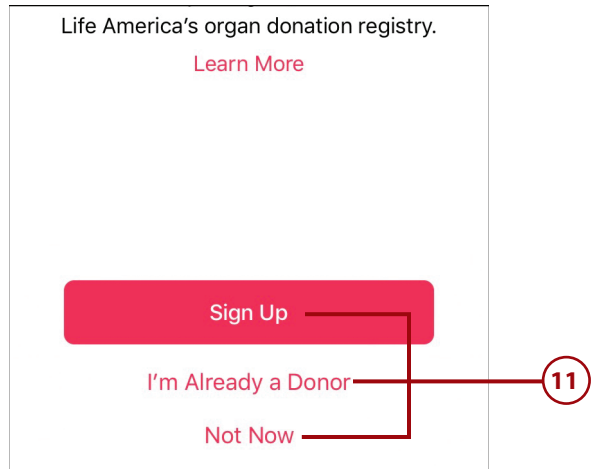 Life America’s organ donation registry.
Learn More
Sign Up
I’m Already a Donor
11
Not Now